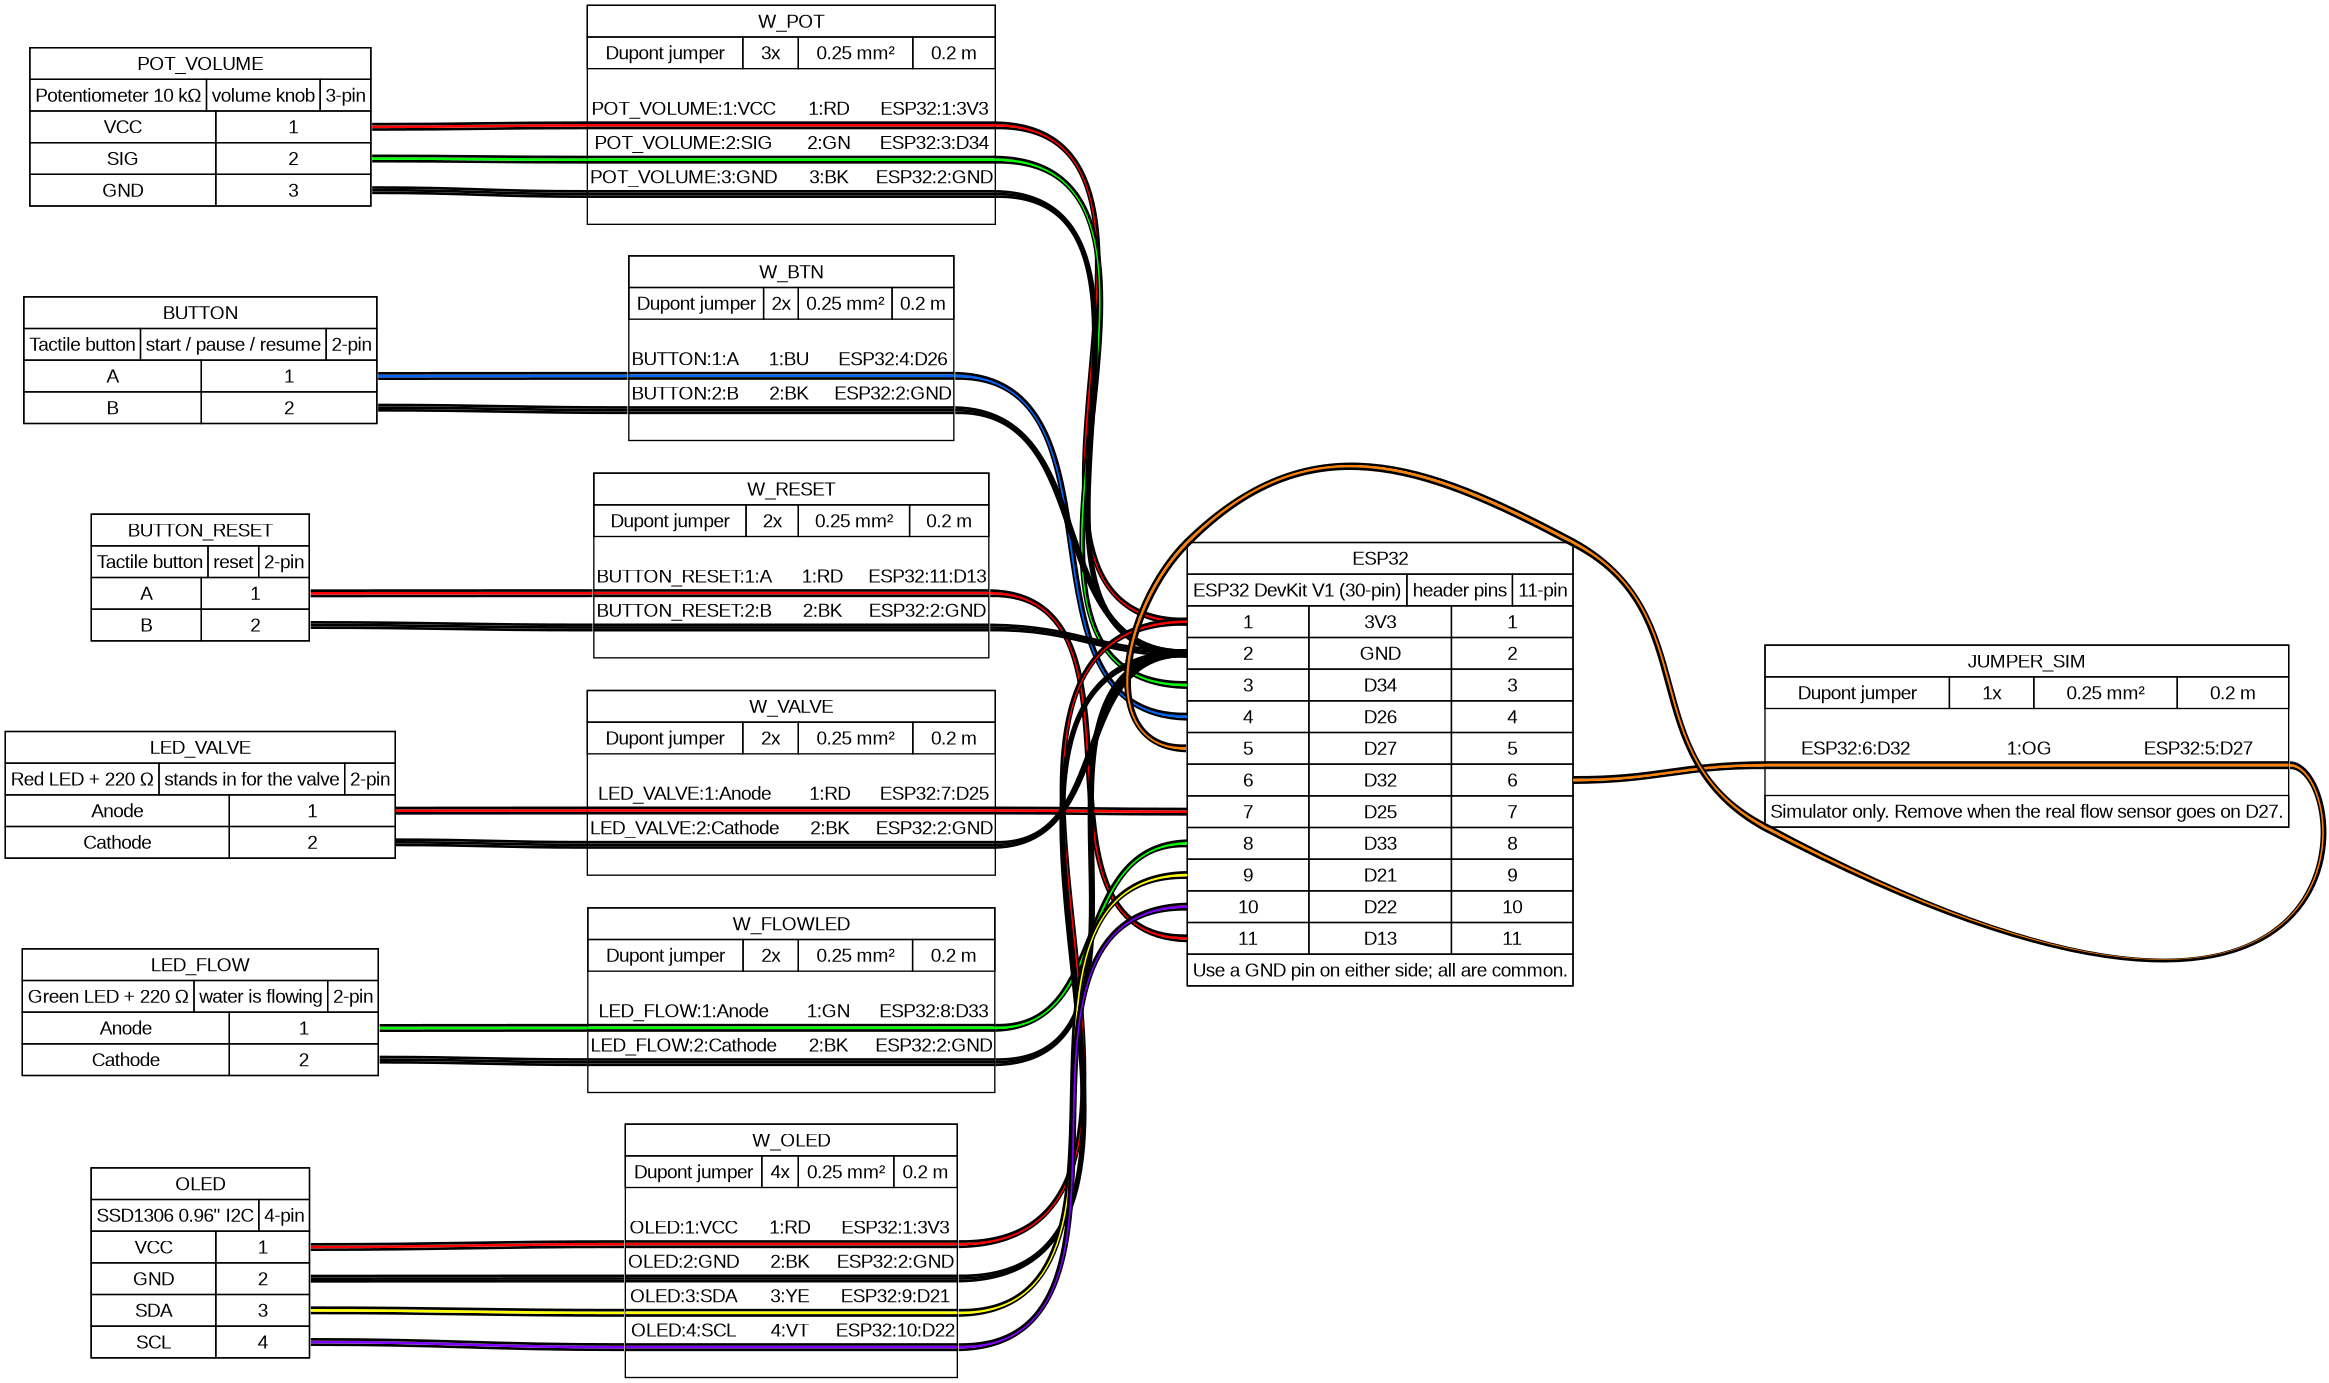 POT_VOLUME
Potentiometer 10 kΩ volume knob 3-pin
VCC 1
SIG 2
GND 3
W_POT
Dupont jumper 3x 0.25 mm² 0.2 m
POT_VOLUME:1:VCC 1:RD ESP32:1:3V3
POT_VOLUME:2:SIG 2:GN ESP32:3:D34
POT_VOLUME:3:GND 3:BK ESP32:2:GND
BUTTON
Tactile button start / pause / resume 2-pin
A 1
B 2
W_BTN
Dupont jumper 2x 0.25 mm² 0.2 m
BUTTON:1:A 1:BU ESP32:4:D26
BUTTON:2:B 2:BK ESP32:2:GND
BUTTON_RESET
Tactile button reset 2-pin
A 1
B 2
W_RESET
Dupont jumper 2x 0.25 mm² 0.2 m
BUTTON_RESET:1:A 1:RD ESP32:11:D13
BUTTON_RESET:2:B 2:BK ESP32:2:GND
LED_VALVE
Red LED + 220 Ω stands in for the valve 2-pin
Anode 1
Cathode 2
W_VALVE
Dupont jumper 2x 0.25 mm² 0.2 m
LED_VALVE:1:Anode 1:RD ESP32:7:D25
LED_VALVE:2:Cathode 2:BK ESP32:2:GND
LED_FLOW
Green LED + 220 Ω water is flowing 2-pin
Anode 1
Cathode 2
W_FLOWLED
Dupont jumper 2x 0.25 mm² 0.2 m
LED_FLOW:1:Anode 1:GN ESP32:8:D33
LED_FLOW:2:Cathode 2:BK ESP32:2:GND
OLED
SSD1306 0.96" I2C 4-pin
VCC 1
GND 2
SDA 3
SCL 4
W_OLED
Dupont jumper 4x 0.25 mm² 0.2 m
OLED:1:VCC 1:RD ESP32:1:3V3
OLED:2:GND 2:BK ESP32:2:GND
OLED:3:SDA 3:YE ESP32:9:D21
OLED:4:SCL 4:VT ESP32:10:D22
ESP32
ESP32 DevKit V1 (30-pin) header pins 11-pin
1 3V3 1
2 GND 2
3 D34 3
4 D26 4
5 D27 5
6 D32 6
7 D25 7
8 D33 8
9 D21 9
10 D22 10
11 D13 11
Use a GND pin on either side; all are common.
JUMPER_SIM
Dupont jumper 1x 0.25 mm² 0.2 m
ESP32:6:D32 1:OG ESP32:5:D27
Simulator only. Remove when the real flow sensor goes on D27.